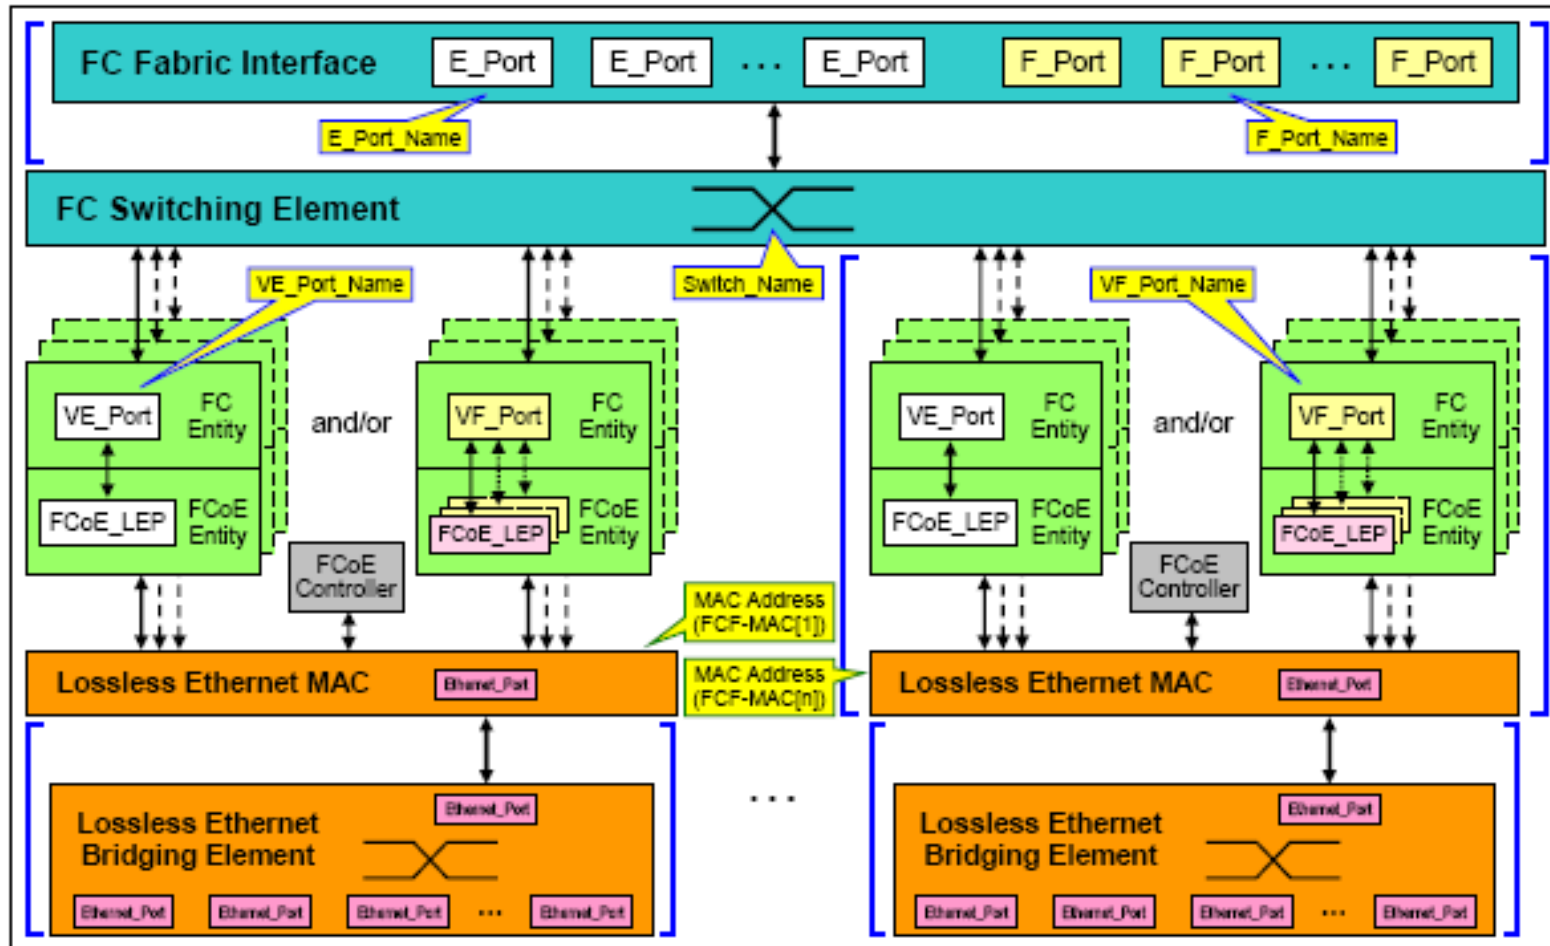 FC Fabric Interface
E_Port
E_Port
...
E_Port
F_Port
F_Port
...
F_Port
E_Port_Name
F_Port_Name
FC Switching Element
VE_Port_Name
Switch_Name
VF_Port_Name
VE_Port
FC
Entity
and/or
VF_Port
FC
Entity
VE_Port
FC
Entity
and/or
VF_Port
FC
Entity
FCoE_LEP
FCoE
Entity
FCoE_LEP
FCoE
Entity
FCoE_LEP
FCoE
Entity
FCoE_LEP
FCoE
Entity
FCoE
Controller
FCoE
Controller
MAC Address
(FCF-MAC[1])
Lossless Ethernet MAC
Ethernet_Port
MAC Address
(FCF-MAC[n])
Lossless Ethernet MAC
Ethernet_Port
Ethernet_Port
Lossless Ethernet
Bridging Element
Ethernet_Port
Ethernet_Port
Ethernet_Port
...
Ethernet_Port
...
Ethernet_Port
Lossless Ethernet
Bridging Element
Ethernet_Port
Ethernet_Port
Ethernet_Port
...
Ethernet_Port